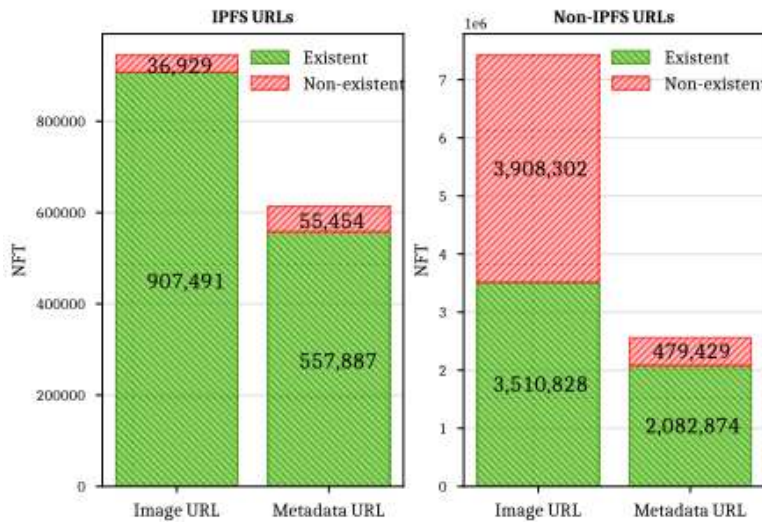 IPFS URLs
Existent
Non-existent
36,929
907,491
55,454
557,887
800000
600000
400000
200000
0
NFT
Image URL
Metadata URL
Non-IPFS URLs
1e6
Existent
Non-existent
3,908,302
3,510,828
479,429
2,082,874
7
6
5
4
3
2
1
0
NFT
Image URL
Metadata URL